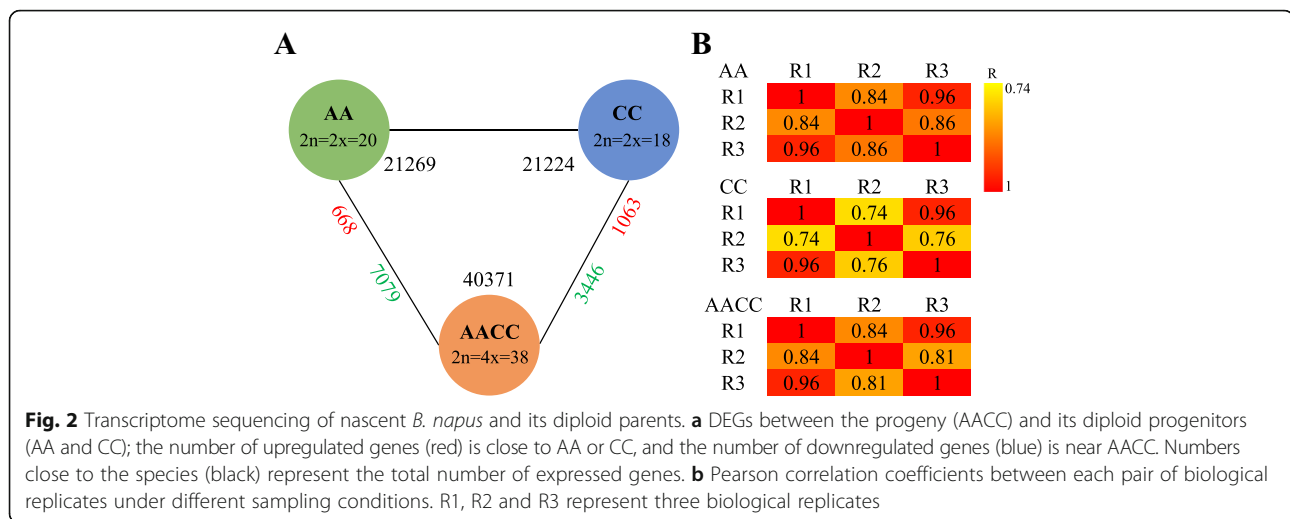 A
AA
2n=2x=20
CC
2n=2x=18
21269
21224
668
7079
1063
3446
40371
AACC
2n=4x=38
B
AA R1 R2 R3
R1 1 0.84 0.96
R2 0.84 1 0.86
R3 0.96 0.86 1
R
0.74
1
CC R1 R2 R3
R1 1 0.74 0.96
R2 0.74 1 0.76
R3 0.96 0.76 1
AACC R1 R2 R3
R1 1 0.84 0.96
R2 0.84 1 0.81
R3 0.96 0.81 1
Fig. 2 Transcriptome sequencing of nascent B. napus and its diploid parents. a DEGs between the progeny (AACC) and its diploid progenitors
(AA and CC); the number of upregulated genes (red) is close to AA or CC, and the number of downregulated genes (blue) is near AACC. Numbers
close to the species (black) represent the total number of expressed genes. b Pearson correlation coefficients between each pair of biological
replicates under different sampling conditions. R1, R2 and R3 represent three biological replicates